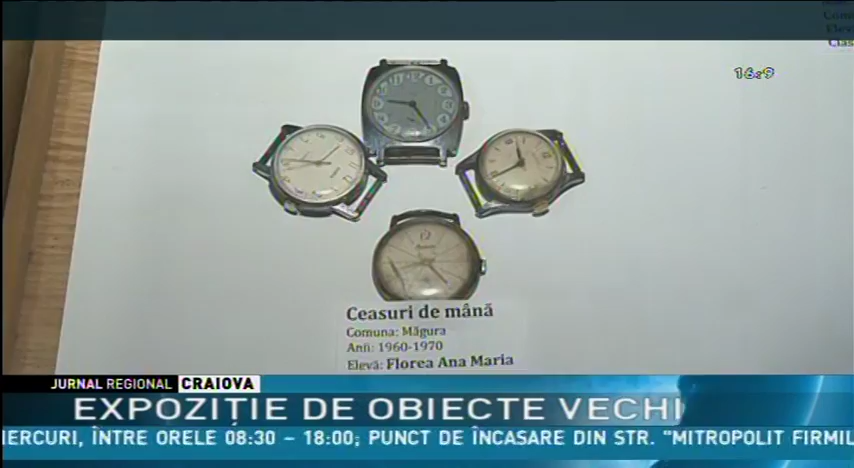 16:9
Ceasuri de mână
Comuna: Măgura
Anii: 1960-1970
Elevă: Florea Ana Maria
JURNAL REGIONAL CRAIOVA
EXPOZIȚIE DE OBIECTE VECHI
MIERCURI, ÎNTRE ORELE 08:30 – 18:00; PUNCT DE ÎNCASARE DIN STR. "MITROPOLIT FIRMIL